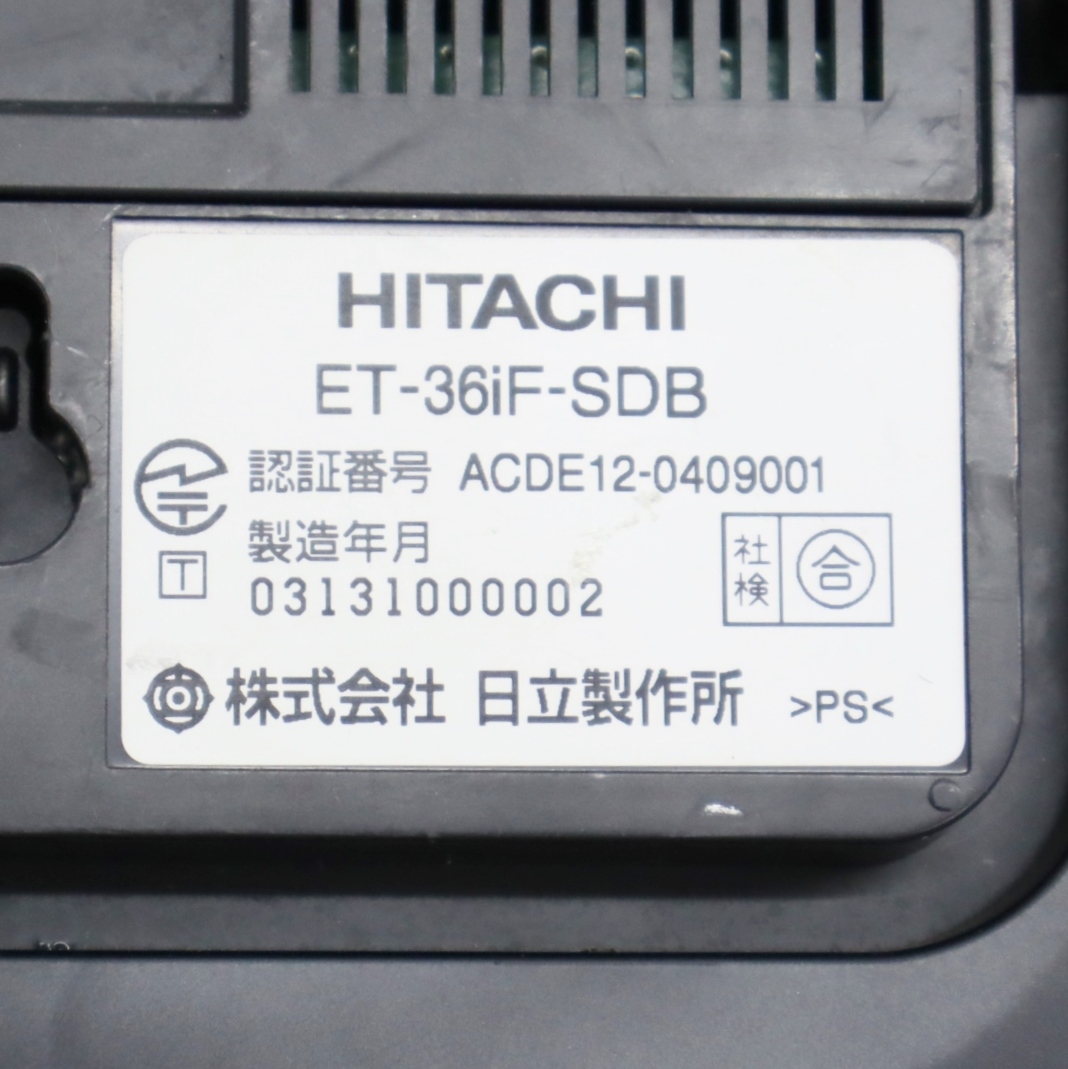 HITACHI
ET-36iF-SDB
認証番号 ACDE12-0409001
T
製造年月
03131000002
社検 合
株式会社 日立製作所 >PS<